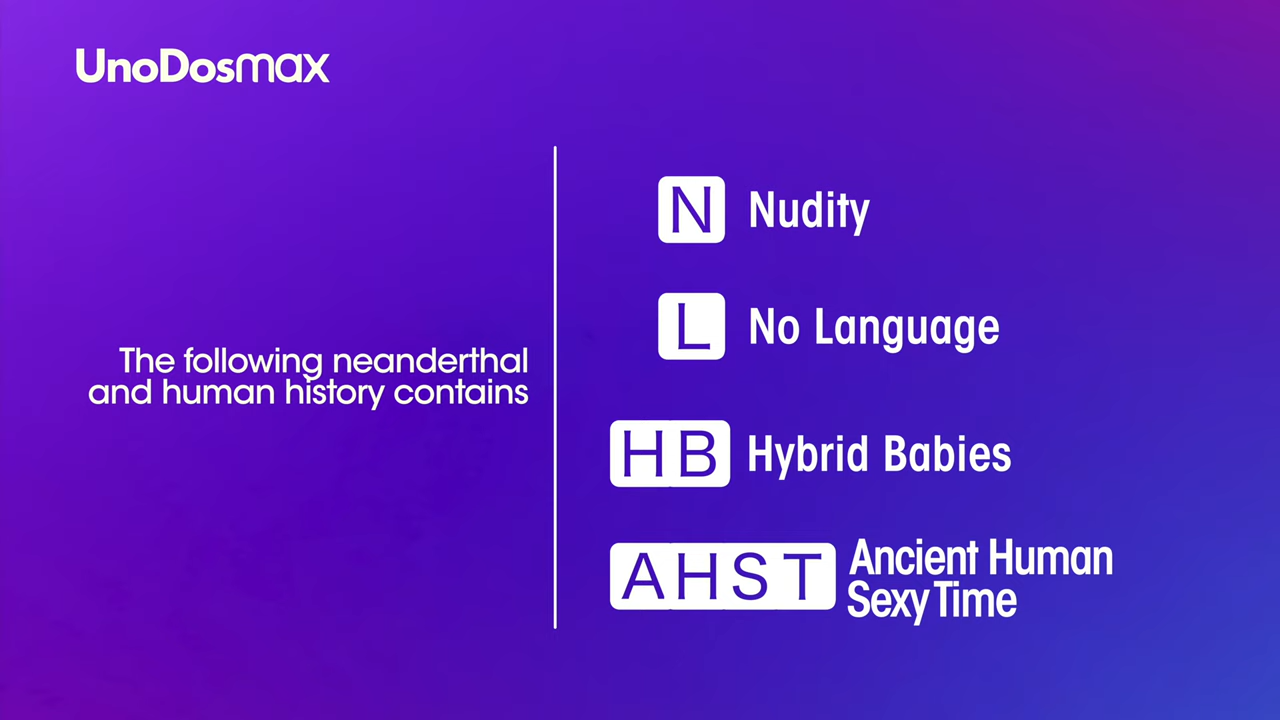 UnoDosmax
The following neanderthal
and human history contains
N Nudity
L No Language
HB Hybrid Babies
AHST Ancient Human
Sexy Time